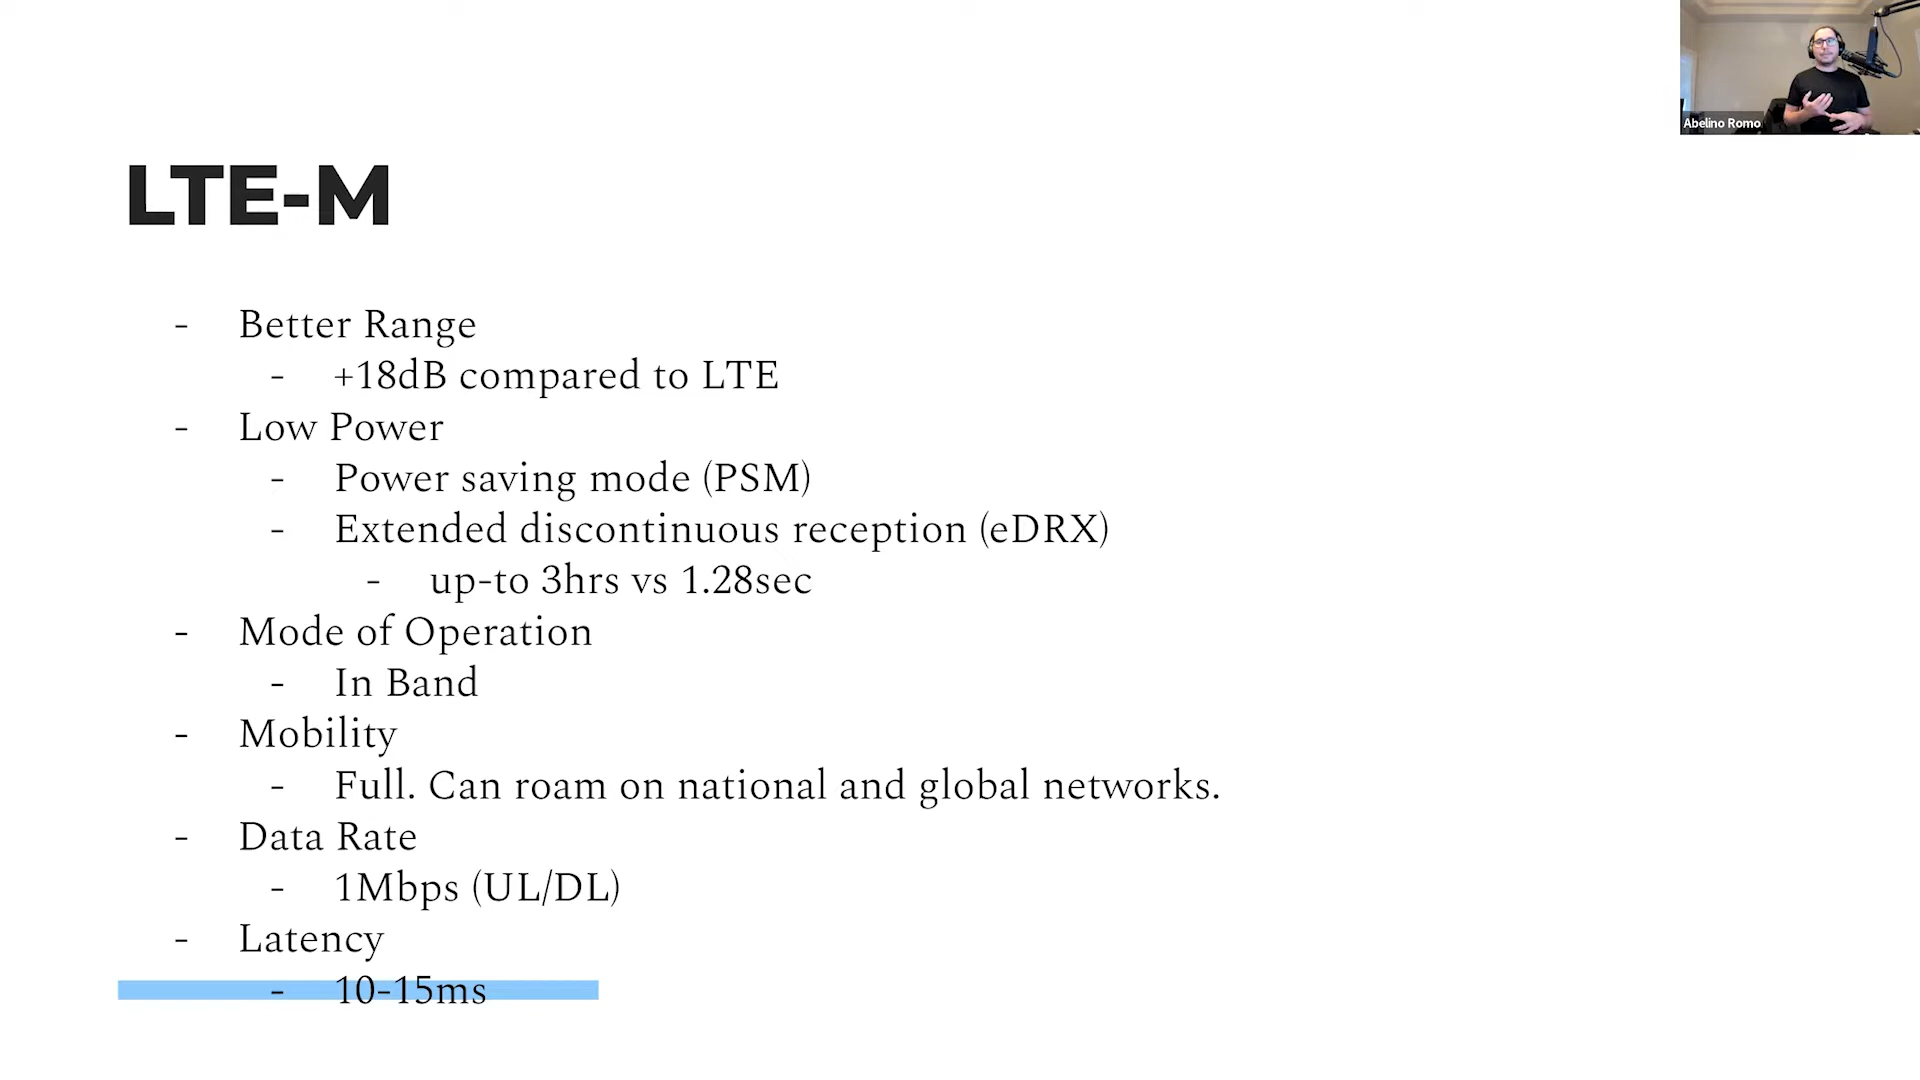 Abelino Romo
LTE-M
- Better Range
- +18dB compared to LTE
- Low Power
- Power saving mode (PSM)
- Extended discontinuous reception (eDRX)
- up-to 3hrs vs 1.28sec
- Mode of Operation
- In Band
- Mobility
- Full. Can roam on national and global networks.
- Data Rate
- 1Mbps (UL/DL)
- Latency
- 10-15ms